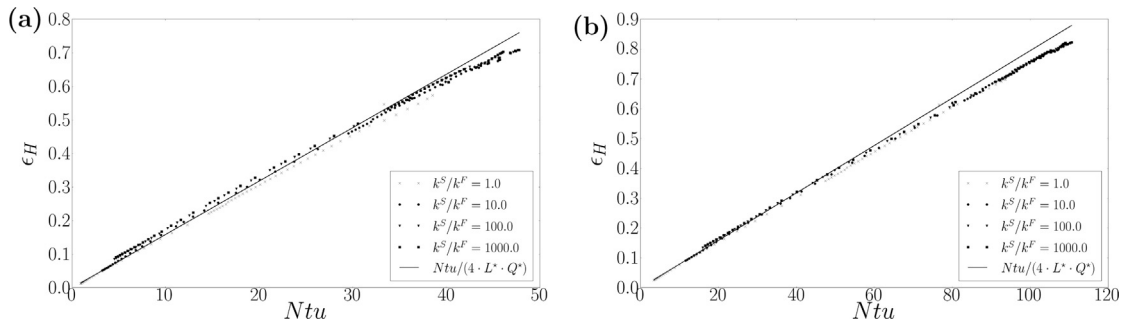 (a)
0.8
0.7
0.6
0.5
0.4
0.3
0.2
0.1
0.0
ϵ_H
0 10 20 30 40 50
Ntu
k^S/k^F = 1.0
k^S/k^F = 10.0
k^S/k^F = 100.0
k^S/k^F = 1000.0
Ntu/(4 · L* · Q*)
(b)
0.9
0.8
0.7
0.6
0.5
0.4
0.3
0.2
0.1
0.0
ϵ_H
0 20 40 60 80 100 120
Ntu
k^S/k^F = 1.0
k^S/k^F = 10.0
k^S/k^F = 100.0
k^S/k^F = 1000.0
Ntu/(4 · L* · Q*)